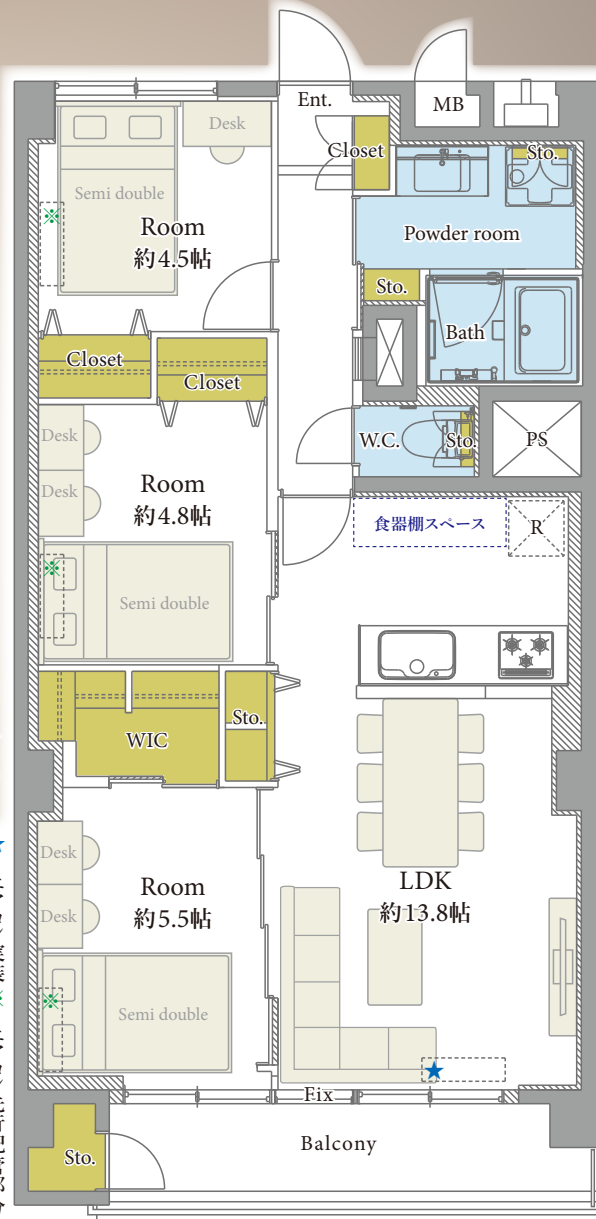 Ent.
MB
Desk
Closet
Sto.
Semi double
Room
約4.5帖
※
Powder room
Sto.
Bath
Closet
Closet
Desk
Desk
W.C.
Sto.
PS
Room
約4.8帖
食器棚スペース
R
※
Semi double
Sto.
WIC
Desk
Desk
Room
約5.5帖
LDK
約13.8帖
※
Semi double
★
Fix
Balcony
Sto.